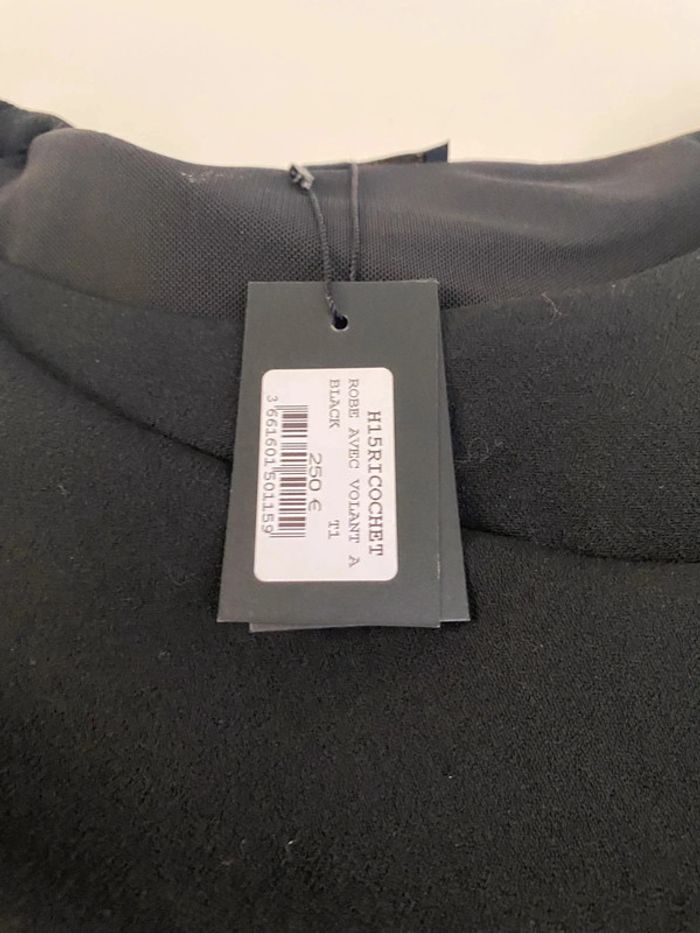 H15RICOCHET
ROBE AVEC VOLANT A
BLACK T1
250 €
3 661601 501159